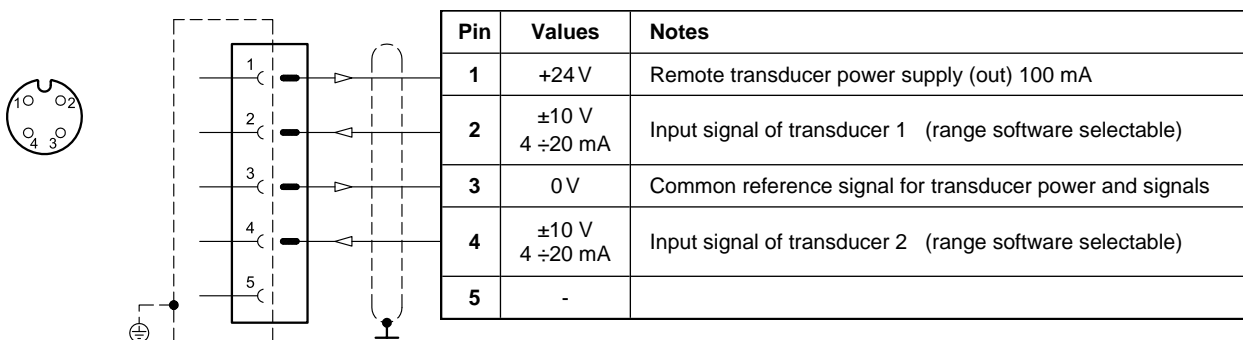 Pin Values Notes
1 +24 V Remote transducer power supply (out) 100 mA
2 ±10 V
4 ÷20 mA Input signal of transducer 1 (range software selectable)
3 0 V Common reference signal for transducer power and signals
4 ±10 V
4 ÷20 mA Input signal of transducer 2 (range software selectable)
5 -
1
2
3
4
5
1 2
4 3